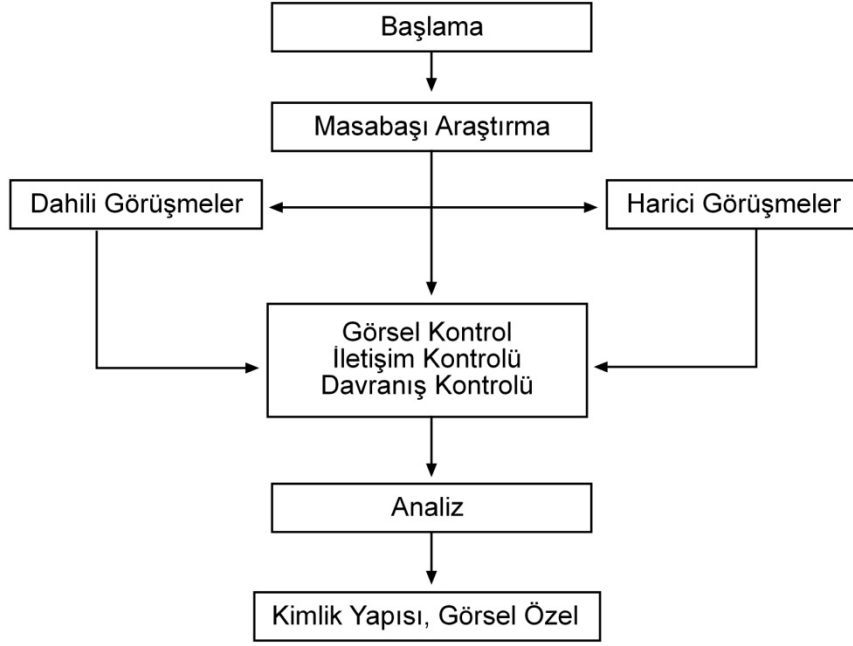 Başlama
Masabaşı Araştırma
Dahili Görüşmeler
Harici Görüşmeler
Görsel Kontrol
İletişim Kontrolü
Davranış Kontrolü
Analiz
Kimlik Yapısı, Görsel Özel